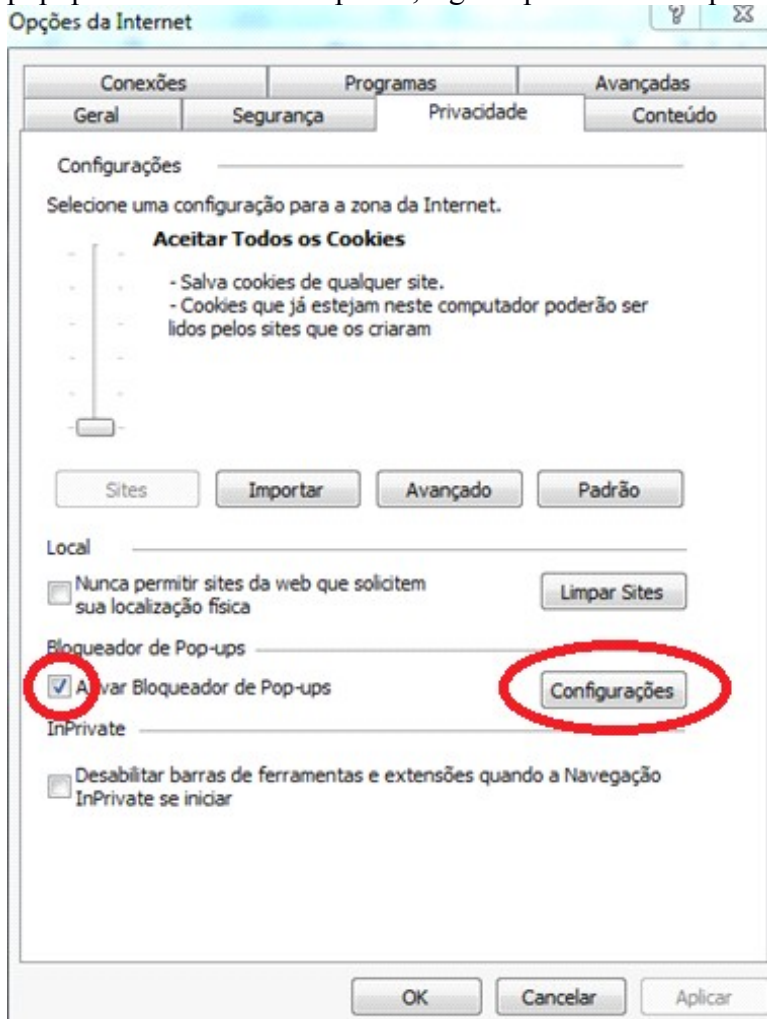 Opções da Internet
Conexões Programas Avançadas
Geral Segurança Privacidade Conteúdo
Configurações
Selecione uma configuração para a zona da Internet.
Aceitar Todos os Cookies
- Salva cookies de qualquer site.
- Cookies que já estejam neste computador poderão ser
lidos pelos sites que os criaram
Sites Importar Avançado Padrão
Local
Nunca permitir sites da web que solicitem
sua localização física
Limpar Sites
Bloqueador de Pop-ups
Ativar Bloqueador de Pop-ups
Configurações
InPrivate
Desabilitar barras de ferramentas e extensões quando a Navegação
InPrivate se iniciar
OK Cancelar Aplicar